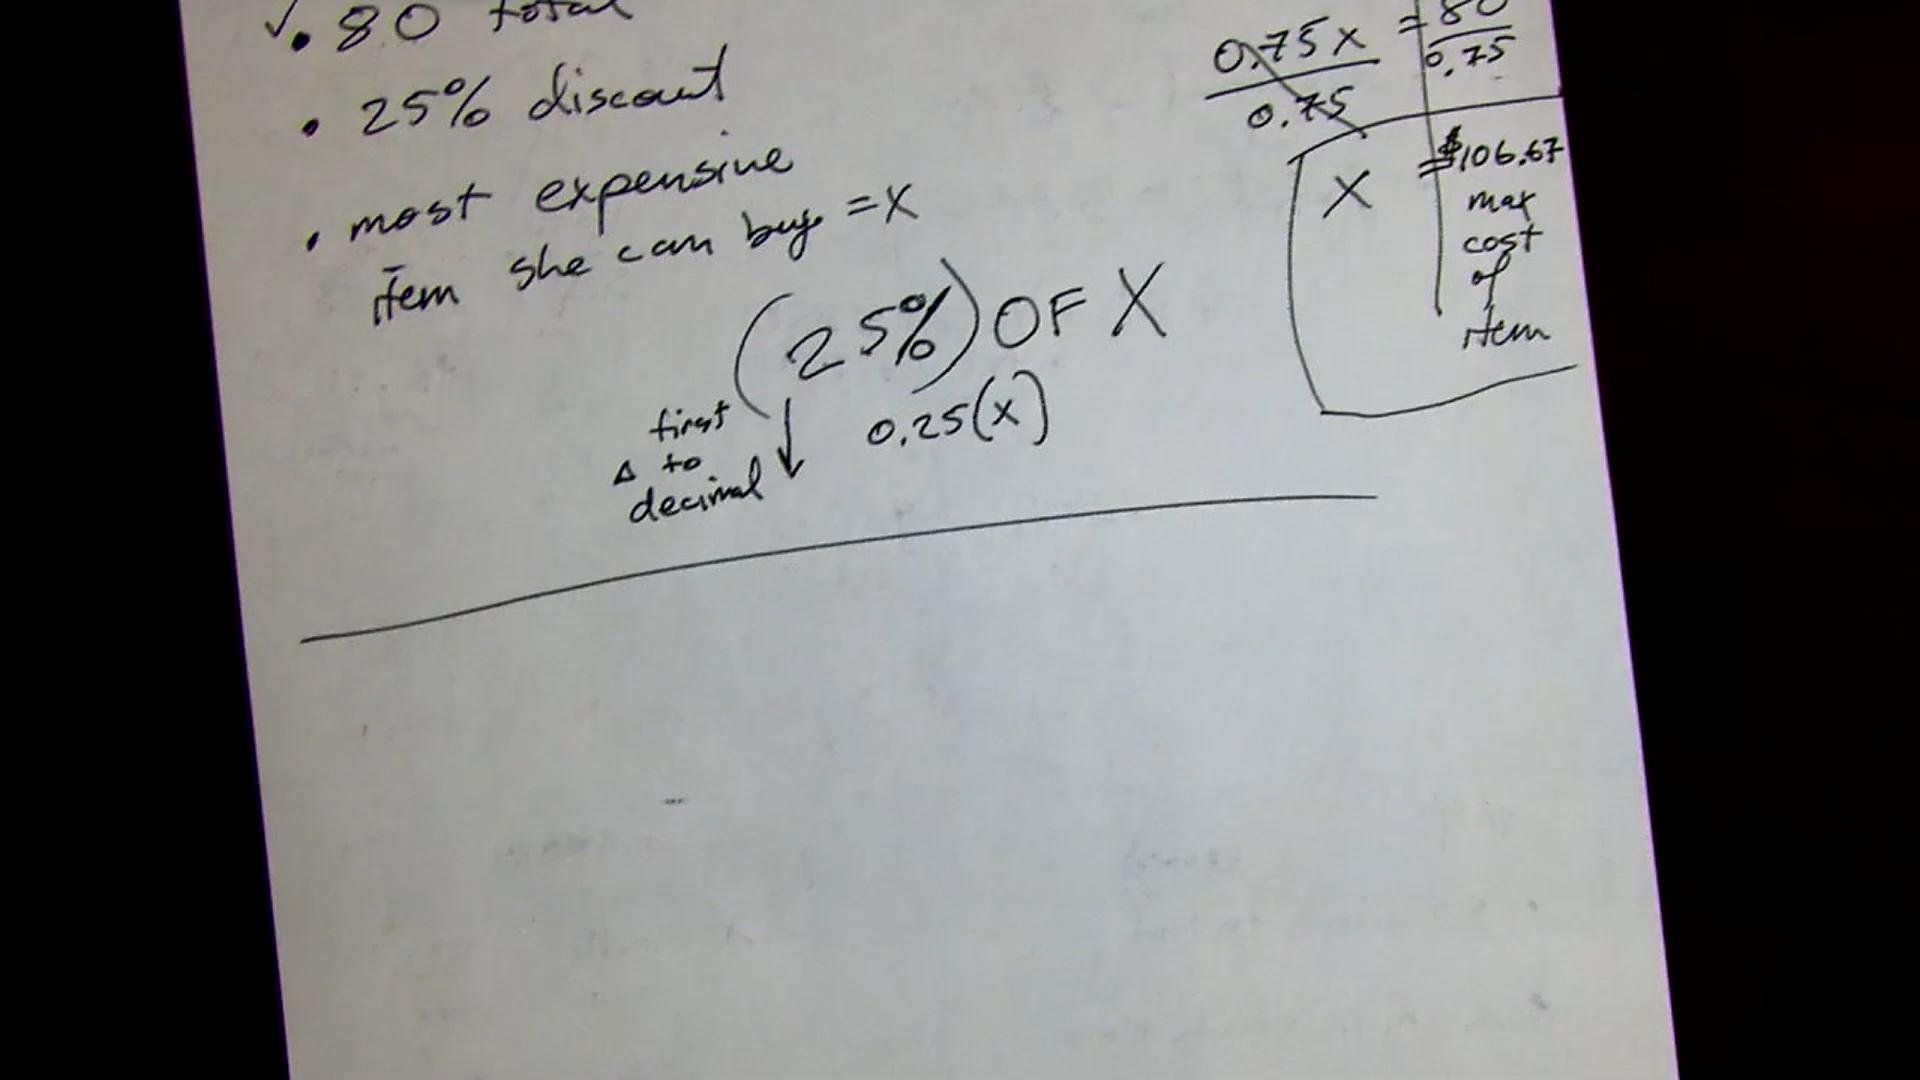 ✓• 80 total
• 25% discount
• most expensive
item she can buy = X
(25%) OF X
first
Δ to
decimal
↓
0.25(x)
0.75x = 80
0.75 0.75
X = $106.67
max
cost
of
item